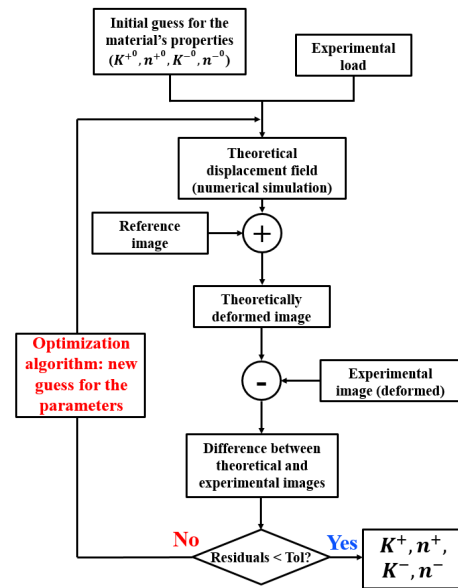 Initial guess for the
material's properties
(K⁺⁰, n⁺⁰, K⁻⁰, n⁻⁰)
Experimental
load
Theoretical
displacement field
(numerical simulation)
Reference
image
+
Theoretically
deformed image
Optimization
algorithm: new
guess for the
parameters
-
Experimental
image (deformed)
Difference between
theoretical and
experimental images
No
Residuals < Tol?
Yes
K⁺, n⁺,
K⁻, n⁻